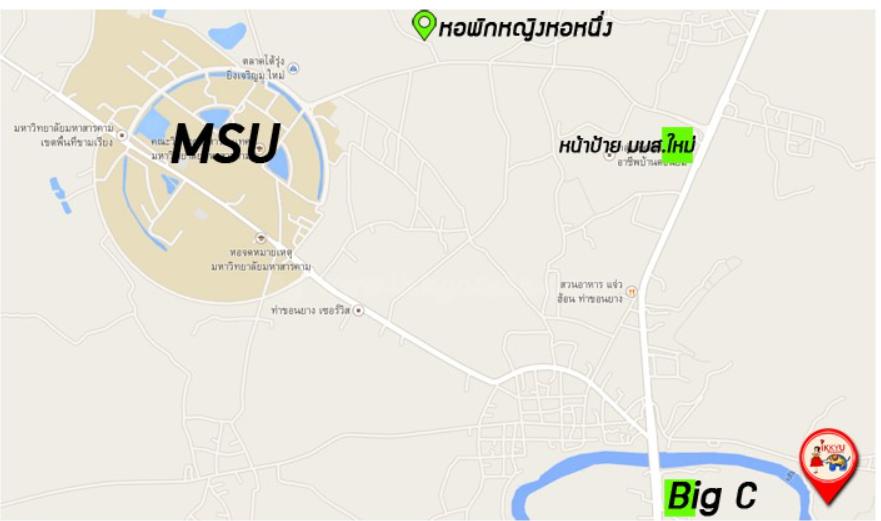 หอพักหญิงหอหนึ่ง
ตลาดได้รุ่ง
ยิ่งเจริญม.ใหม่
มหาวิทยาลัยมหาสารคาม
เขตพื้นที่ขามเรียง
MSU
หน้าป้าย มมส.ใหม่
หอจดหมายเหตุ
มหาวิทยาลัยมหาสารคาม
สวนอาหาร แจ่ว
ฮ้อน ท่าขอนยาง
ท่าขอนยาง เซอร์วิส
IKKYU
Big C